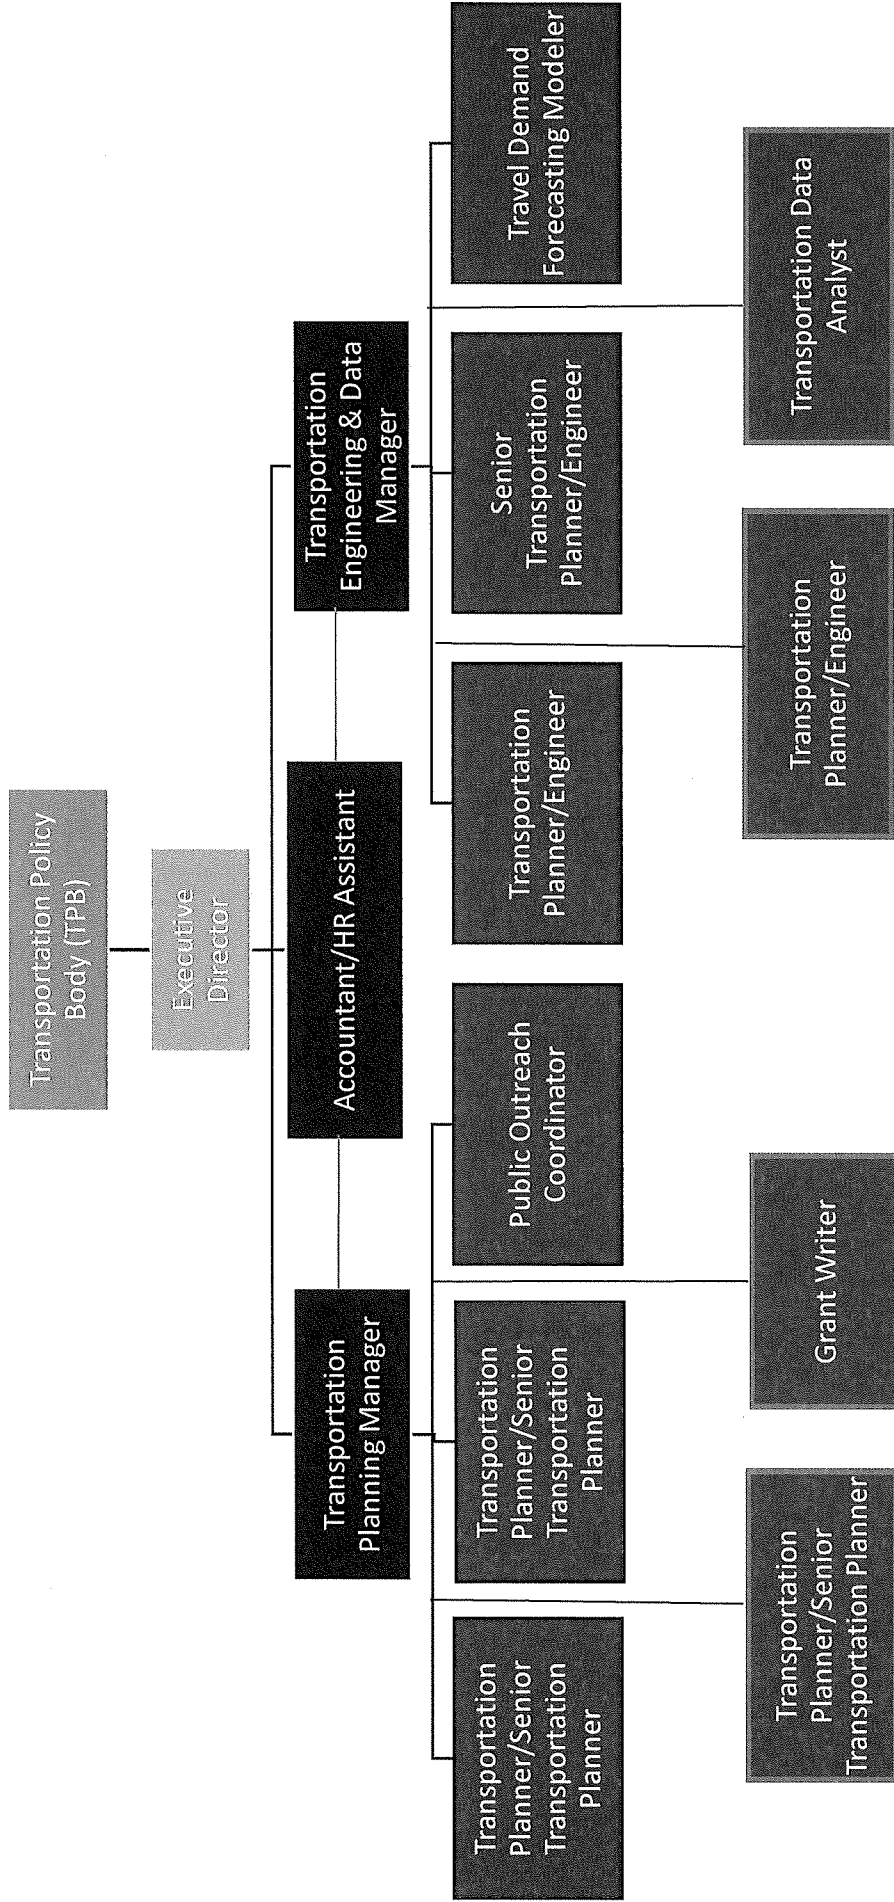 Transportation Policy
Body (TPB)
Executive
Director
Transportation
Planning Manager
Accountant/HR Assistant
Transportation
Engineering & Data
Manager
Transportation
Planner/Senior
Transportation
Planner
Transportation
Planner/Senior
Transportation
Planner
Public Outreach
Coordinator
Transportation
Planner/Engineer
Senior
Transportation
Planner/Engineer
Travel Demand
Forecasting Modeler
Transportation
Planner/Senior
Transportation Planner
Grant Writer
Transportation
Planner/Engineer
Transportation Data
Analyst